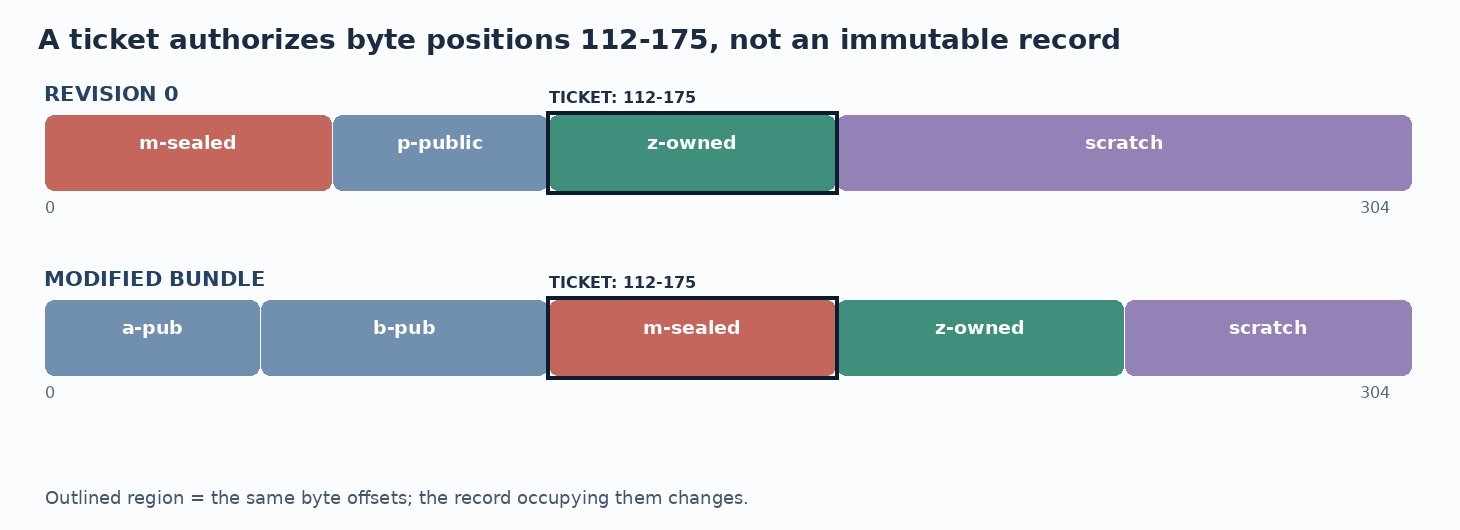 A ticket authorizes byte positions 112-175, not an immutable record
REVISION 0
TICKET: 112-175
m-sealed
p-public
z-owned
scratch
0
304
MODIFIED BUNDLE
TICKET: 112-175
a-pub
b-pub
m-sealed
z-owned
scratch
0
304
Outlined region = the same byte offsets; the record occupying them changes.